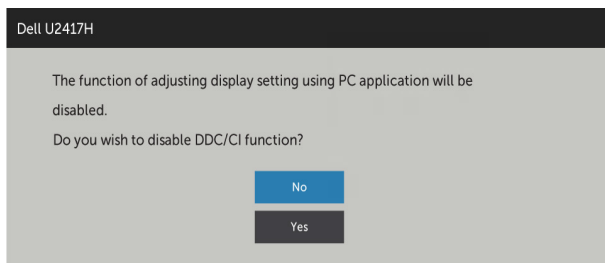 Dell U2417H
The function of adjusting display setting using PC application will be
disabled.
Do you wish to disable DDC/CI function?
No
Yes